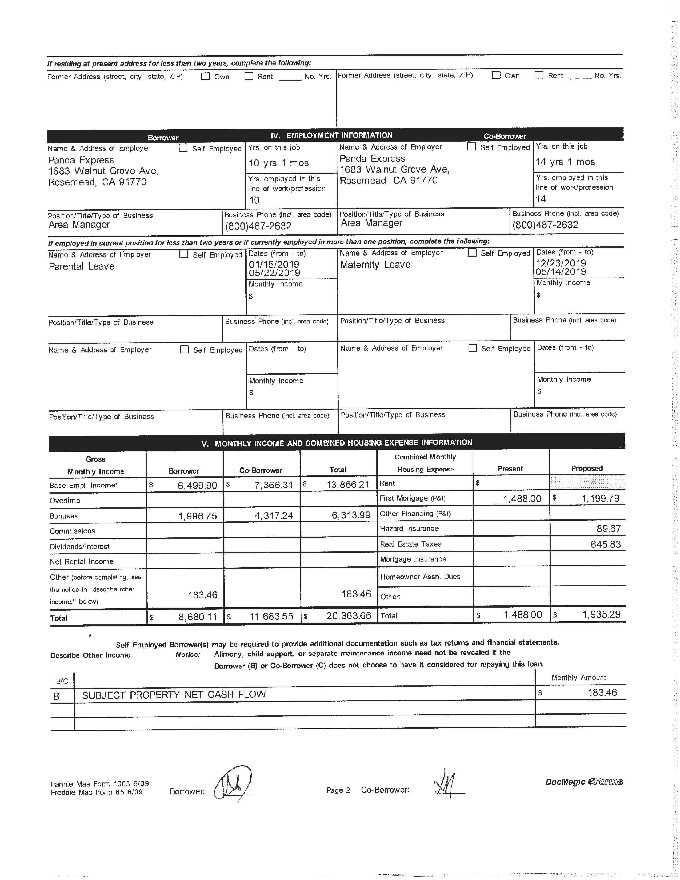 If residing at present address for less than two years, complete the following:
Former Address (street, city, state, ZIP) Own Rent ____ No. Yrs. Former Address (street, city, state, ZIP) Own Rent ____ No. Yrs.
Borrower IV. EMPLOYMENT INFORMATION Co-Borrower
Name & Address of Employer Self Employed Yrs. on this job Name & Address of Employer Self Employed Yrs. on this job
Panda Express 10 yrs 1 mos Panda Express 14 yrs 1 mos
1683 Walnut Grove Ave, 1683 Walnut Grove Ave,
Rosemead, CA 91770 Yrs. employed in this Rosemead, CA 91770 Yrs. employed in this
line of work/profession line of work/profession
10 14
Position/Title/Type of Business Business Phone (incl. area code) Position/Title/Type of Business Business Phone (incl. area code)
Area Manager (800)487-2632 Area Manager (800)487-2632
If employed in current position for less than two years or if currently employed in more than one position, complete the following:
Name & Address of Employer Self Employed Dates (from - to) Name & Address of Employer Self Employed Dates (from - to)
Parental Leave 01/15/2019 Maternity Leave 12/23/2019
05/22/2019 05/14/2019
Monthly Income Monthly Income
$ $
Position/Title/Type of Business Business Phone (incl. area code) Position/Title/Type of Business Business Phone (incl. area code)
Name & Address of Employer Self Employed Dates (from - to) Name & Address of Employer Self Employed Dates (from - to)
Monthly Income Monthly Income
$ $
Position/Title/Type of Business Business Phone (incl. area code) Position/Title/Type of Business Business Phone (incl. area code)
V. MONTHLY INCOME AND COMBINED HOUSING EXPENSE INFORMATION
Gross Combined Monthly
Monthly Income Borrower Co-Borrower Total Housing Expense Present Proposed
Base Empl. Income* $ 6,499.90 $ 7,366.31 $ 13,866.21 Rent $
Overtime First Mortgage (P&I) 1,488.00 $ 1,199.79
Bonuses 1,996.75 4,317.24 6,313.99 Other Financing (P&I)
Commissions Hazard Insurance 89.67
Dividends/Interest Real Estate Taxes 645.83
Net Rental Income Mortgage Insurance
Other (before completing, see Homeowner Assn. Dues
the notice in "describe other
income," below) 183.46 183.46 Other:
Total $ 8,680.11 $ 11,683.55 $ 20,363.66 Total $ 1,488.00 $ 1,935.29
* Self Employed Borrower(s) may be required to provide additional documentation such as tax returns and financial statements.
Describe Other Income Notice: Alimony, child support, or separate maintenance income need not be revealed if the
Borrower (B) or Co-Borrower (C) does not choose to have it considered for repaying this loan.
B/C Monthly Amount
B SUBJECT PROPERTY NET CASH FLOW $ 183.46
Fannie Mae Form 1003 6/09
Freddie Mac Form 65 6/09 Borrower: Page 2 Co-Borrower: DocMagic